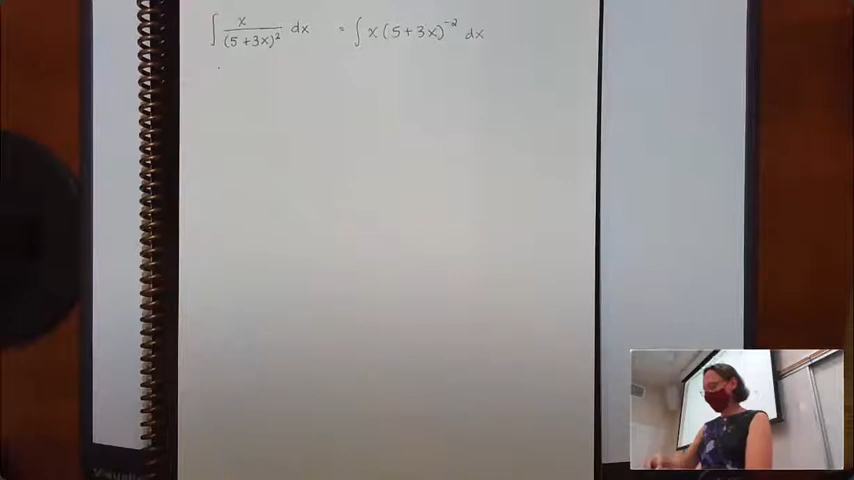 ∫ x/(5+3x)² dx = ∫ x(5+3x)⁻² dx